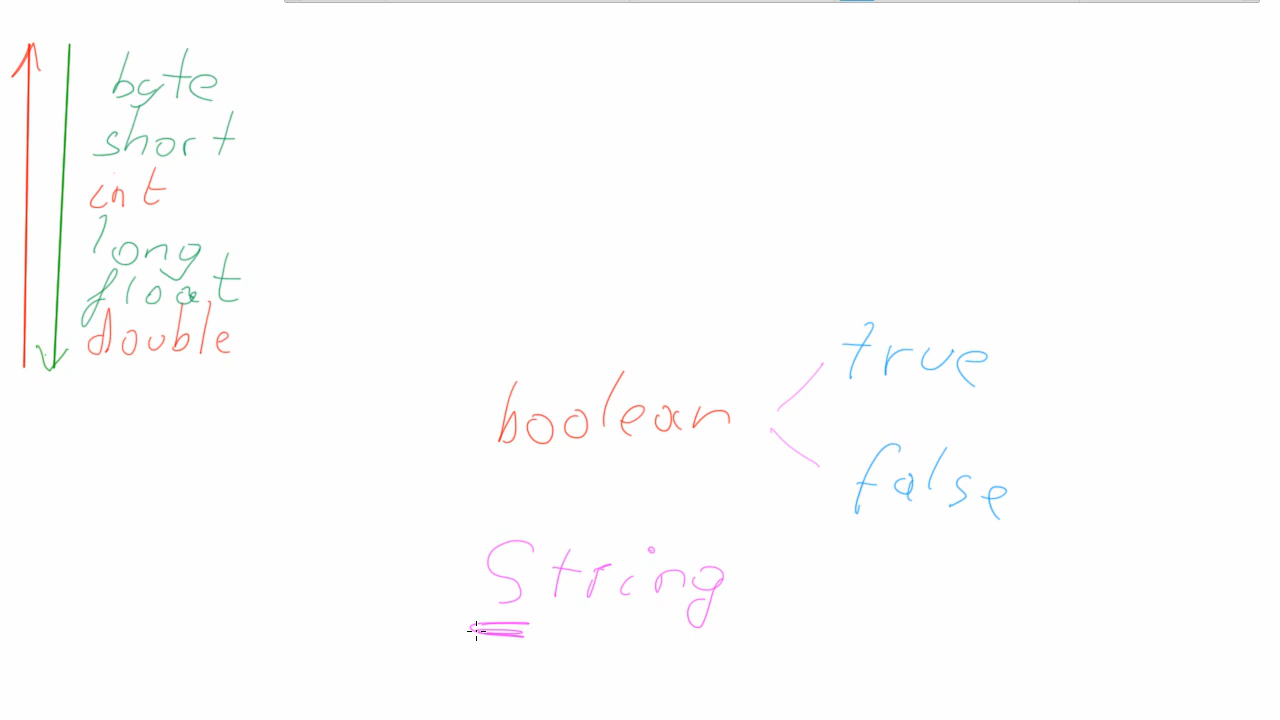 byte
short
int
long
float
double
boolean
true
false
String